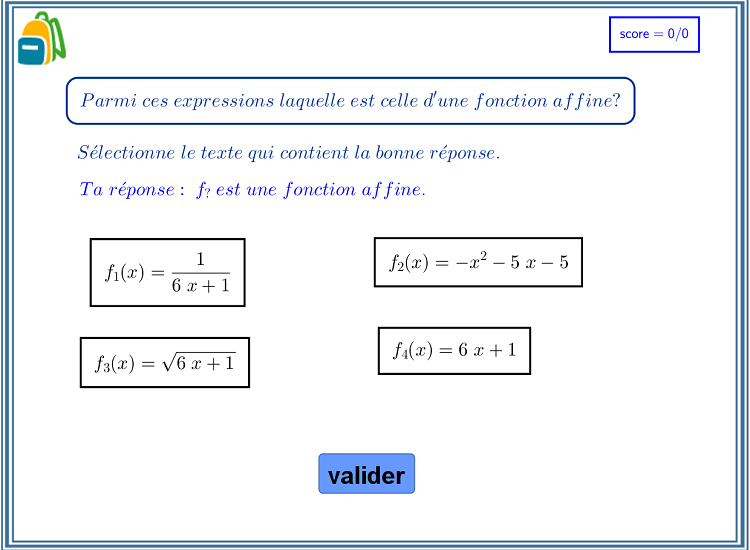 score = 0/0
Parmi ces expressions laquelle est celle d'une fonction affine?
Sélectionne le texte qui contient la bonne réponse.
Ta réponse : f_? est une fonction affine.
f_1(x) = \frac{1}{6 x + 1}
f_2(x) = −x^2 − 5 x − 5
f_3(x) = \sqrt{6 x + 1}
f_4(x) = 6 x + 1
valider